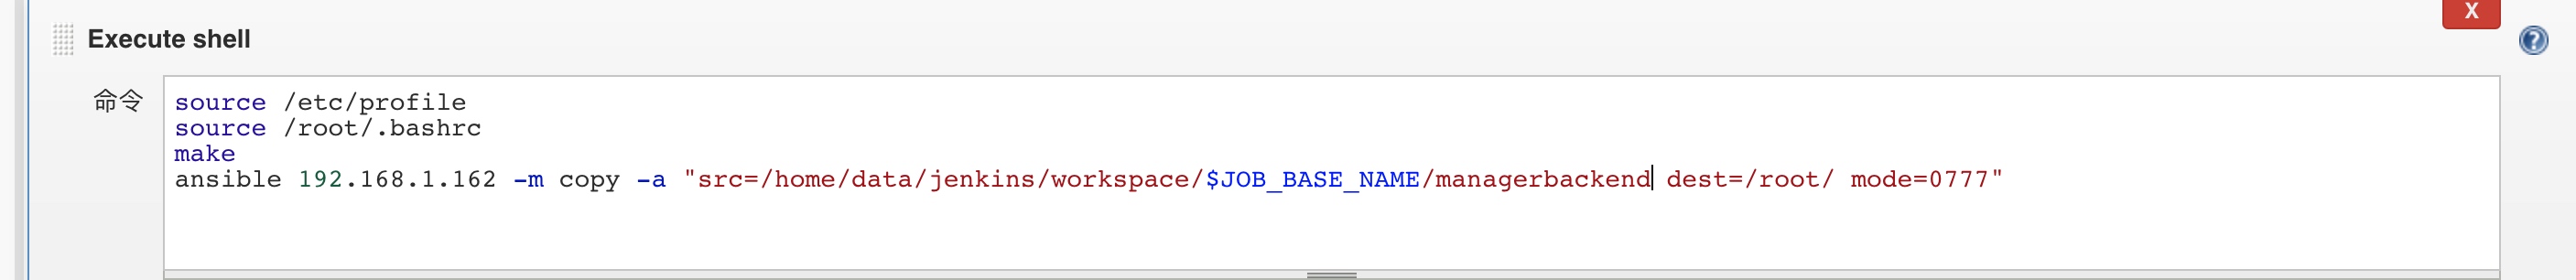 X
Execute shell
?
命令
source /etc/profile
source /root/.bashrc
make
ansible 192.168.1.162 -m copy -a "src=/home/data/jenkins/workspace/$JOB_BASE_NAME/managerbackend dest=/root/ mode=0777"